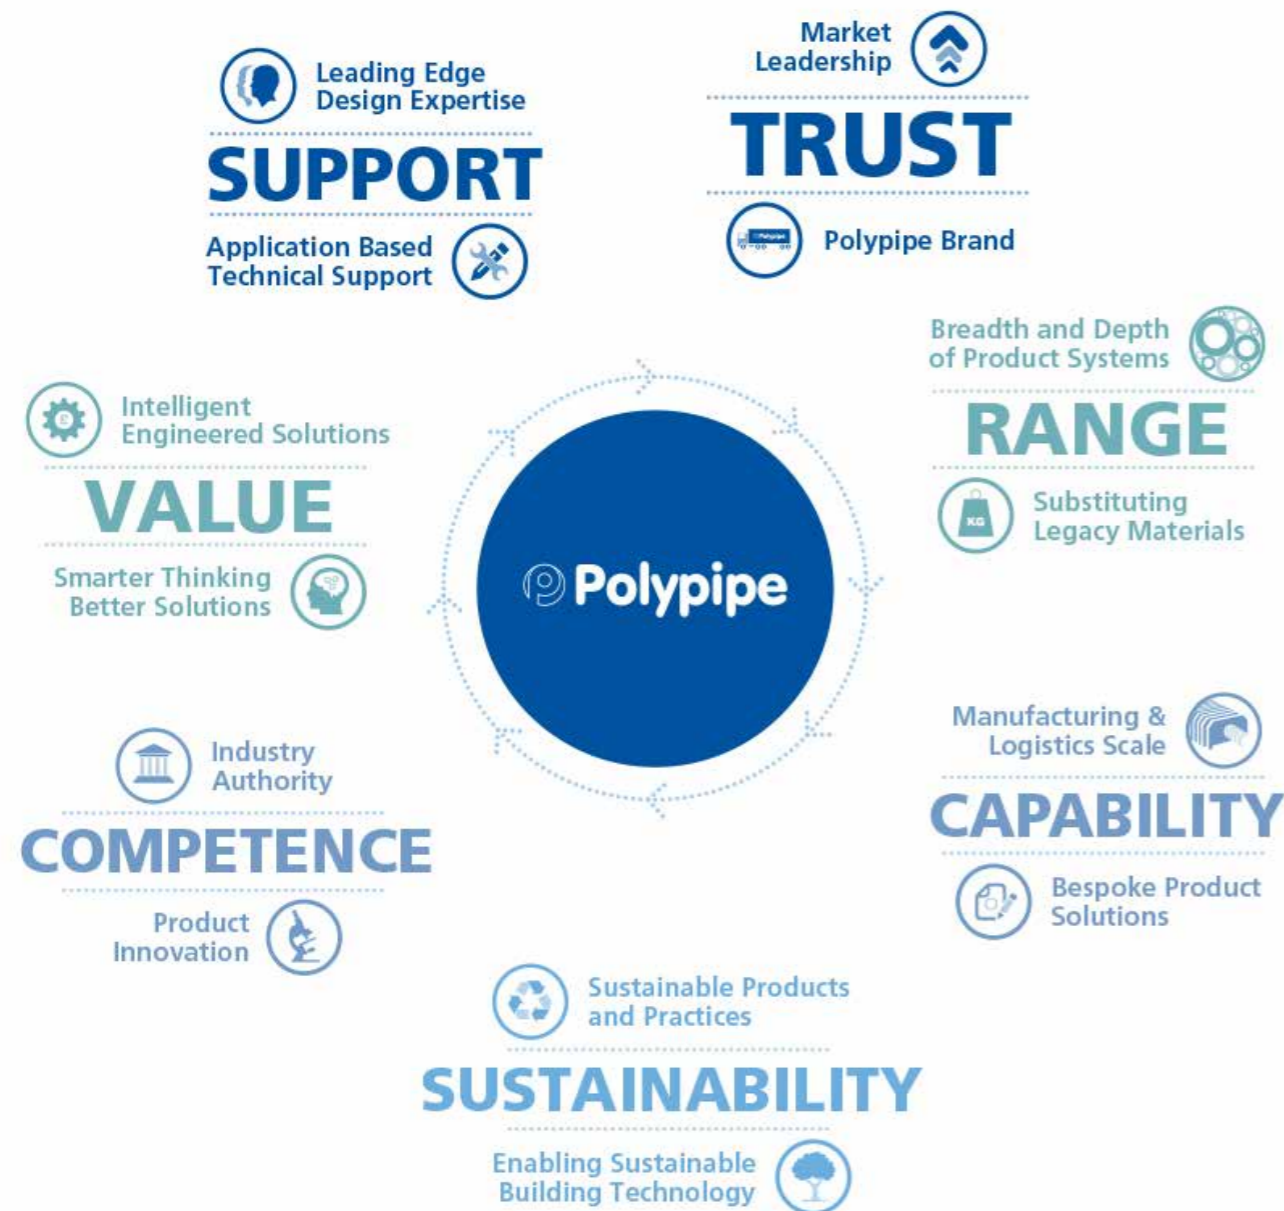 Leading Edge
Design Expertise
SUPPORT
Application Based
Technical Support
Market
Leadership
TRUST
Polypipe
Polypipe Brand
Breadth and Depth
of Product Systems
RANGE
KG
Substituting
Legacy Materials
£
Intelligent
Engineered Solutions
VALUE
Smarter Thinking
Better Solutions
Polypipe
Manufacturing &
Logistics Scale
CAPABILITY
Bespoke Product
Solutions
Industry
Authority
COMPETENCE
Product
Innovation
Sustainable Products
and Practices
SUSTAINABILITY
Enabling Sustainable
Building Technology